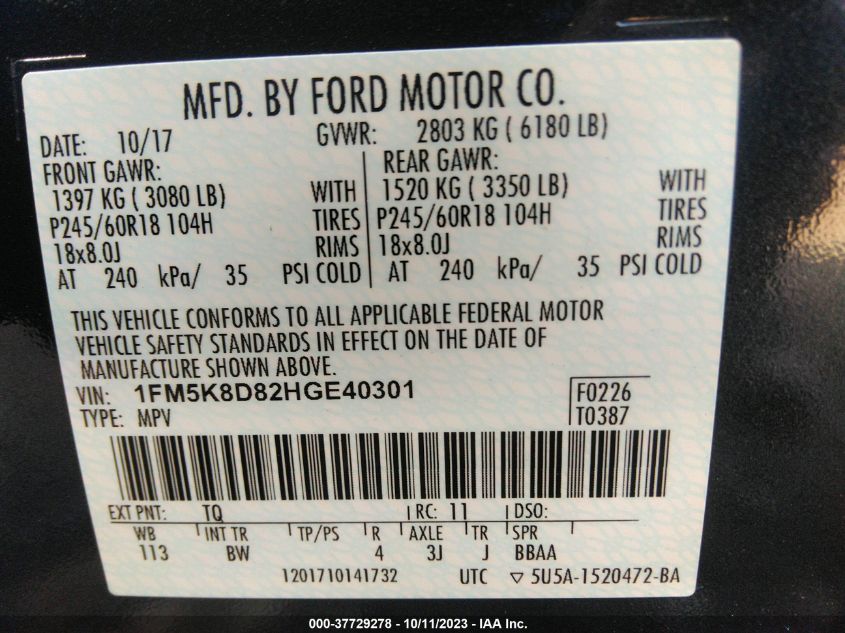 MFD. BY FORD MOTOR CO.
DATE: 10/17 GVWR: 2803 KG ( 6180 LB)
FRONT GAWR: REAR GAWR:
1397 KG ( 3080 LB) WITH 1520 KG ( 3350 LB) WITH
P245/60R18 104H TIRES P245/60R18 104H TIRES
18x8.0J RIMS 18x8.0J RIMS
AT 240 kPa/ 35 PSI COLD AT 240 kPa/ 35 PSI COLD
THIS VEHICLE CONFORMS TO ALL APPLICABLE FEDERAL MOTOR
VEHICLE SAFETY STANDARDS IN EFFECT ON THE DATE OF
MANUFACTURE SHOWN ABOVE.
VIN: 1FM5K8D82HGE40301 F0226
TYPE: MPV T0387
EXT PNT: TQ RC: 11 DSO:
WB INT TR TP/PS R AXLE TR SPR
113 BW 4 3J J BBAA
1201710141732 UTC ▽ 5U5A-1520472-BA
000-37729278 - 10/11/2023 - IAA Inc.